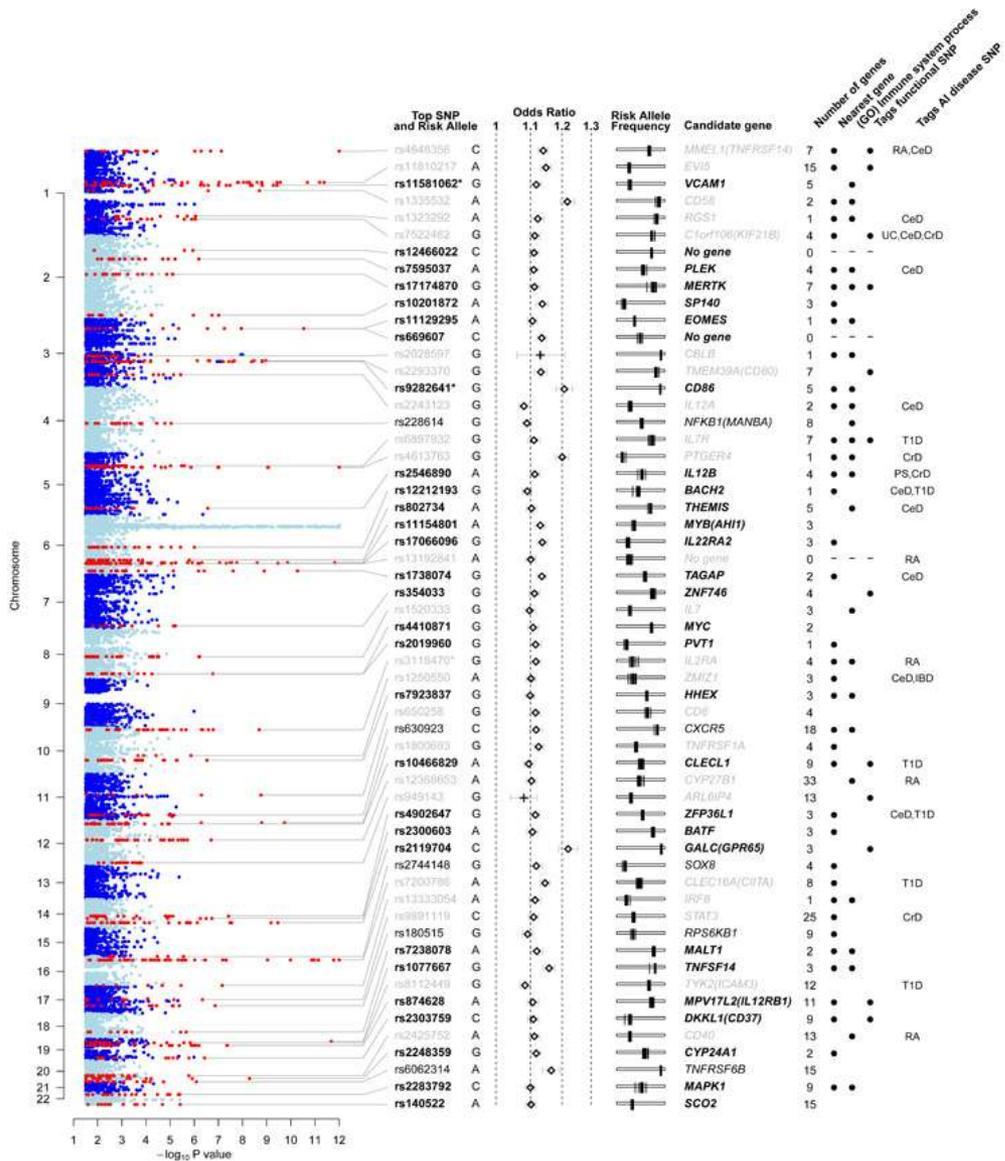 Number of genes
Nearest gene
(GO) Immune system process
Tags functional SNP
Tags AI disease SNP
Top SNP and Risk Allele
Odds Ratio
1 1.1 1.2 1.3
Risk Allele Frequency
Candidate gene
rs4648356 C MMEL1(TNFRSF14) 7 RA,CeD
rs11810217 A EVI5 15
rs11581062* G VCAM1 5
rs1335532 A CD58 2
rs1323292 A RGS1 1 CeD
rs7522462 G C1orf106(KIF21B) 4 UC,CeD,CrD
rs12466022 C No gene 0 – – –
rs7595037 A PLEK 4 CeD
rs17174870 G MERTK 7
rs10201872 A SP140 3
rs11129295 A EOMES 1
rs669607 C No gene 0 – – –
rs2028597 G CBLB 1
rs2293370 G TMEM39A(CD80) 7
rs9282641* G CD86 5
rs2243123 G IL12A 2 CeD
rs228614 G NFKB1(MANBA) 8
rs6897932 G IL7R 7 T1D
rs4613763 G PTGER4 1 CrD
rs2546890 A IL12B 4 PS,CrD
rs12212193 G BACH2 1 CeD,T1D
rs802734 A THEMIS 5 CeD
rs11154801 A MYB(AHI1) 3
rs17066096 G IL22RA2 3
rs13192841 A No gene 0 – – – RA
rs1738074 G TAGAP 2 CeD
rs354033 G ZNF746 4
rs1520333 G IL7 3
rs4410871 G MYC 2
rs2019960 G PVT1 1
rs3118470* G IL2RA 4 RA
rs1250550 A ZMIZ1 3 CeD,IBD
rs7923837 G HHEX 3
rs650258 G CD6 4
rs630923 C CXCR5 18
rs1800693 G TNFRSF1A 4
rs10466829 A CLECL1 9 T1D
rs12368653 A CYP27B1 33 RA
rs949143 G ARL6IP4 13
rs4902647 G ZFP36L1 3 CeD,T1D
rs2300603 A BATF 3
rs2119704 C GALC(GPR65) 3
rs2744148 G SOX8 4
rs7200786 A CLEC16A(CIITA) 8 T1D
rs13333054 A IRF8 1
rs9891119 C STAT3 25 CrD
rs180515 G RPS6KB1 9
rs7238078 A MALT1 2
rs1077667 G TNFSF14 3
rs8112449 G TYK2(ICAM3) 12 T1D
rs874628 A MPV17L2(IL12RB1) 11
rs2303759 C DKKL1(CD37) 9
rs2425752 A CD40 13 RA
rs2248359 G CYP24A1 2
rs6062314 A TNFRSF6B 15
rs2283792 C MAPK1 9
rs140522 A SCO2 15
Chromosome
1
2
3
4
5
6
7
8
9
10
11
12
13
14
15
16
17
18
19
20
21
22
1 2 3 4 5 6 7 8 9 10 11 12
−log10 P value